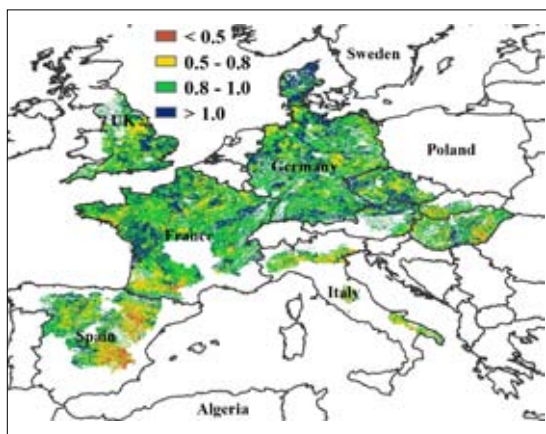 < 0.5
0.5 - 0.8
0.8 - 1.0
> 1.0
Sweden
UK
Poland
Germany
France
Italy
Spain
Algeria